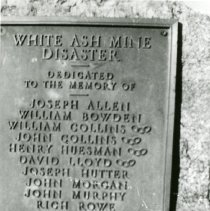 WHITE ASH MINE
DISASTER
DEDICATED
TO THE MEMORY OF
JOSEPH ALLEN
WILLIAM BOWDEN
WILLIAM COLLINS
JOHN COLLINS
HENRY HUESMAN
DAVID LLOYD
JOSEPH HUTTER
JOHN MORGAN
JOHN MURPHY
RICH ROWE